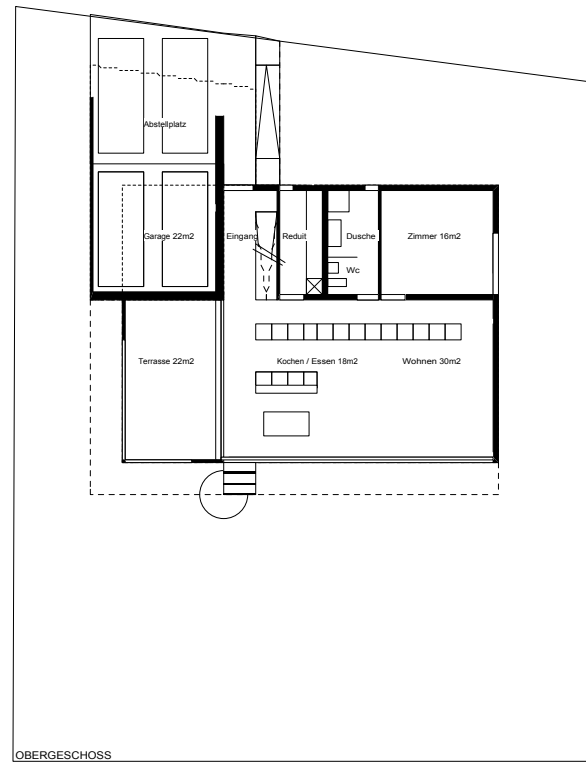 Abstellplatz
Garage 22m2
Eingang
Reduit
Dusche
Zimmer 16m2
Wc
Terrasse 22m2
Kochen / Essen 18m2
Wohnen 30m2
OBERGESCHOSS